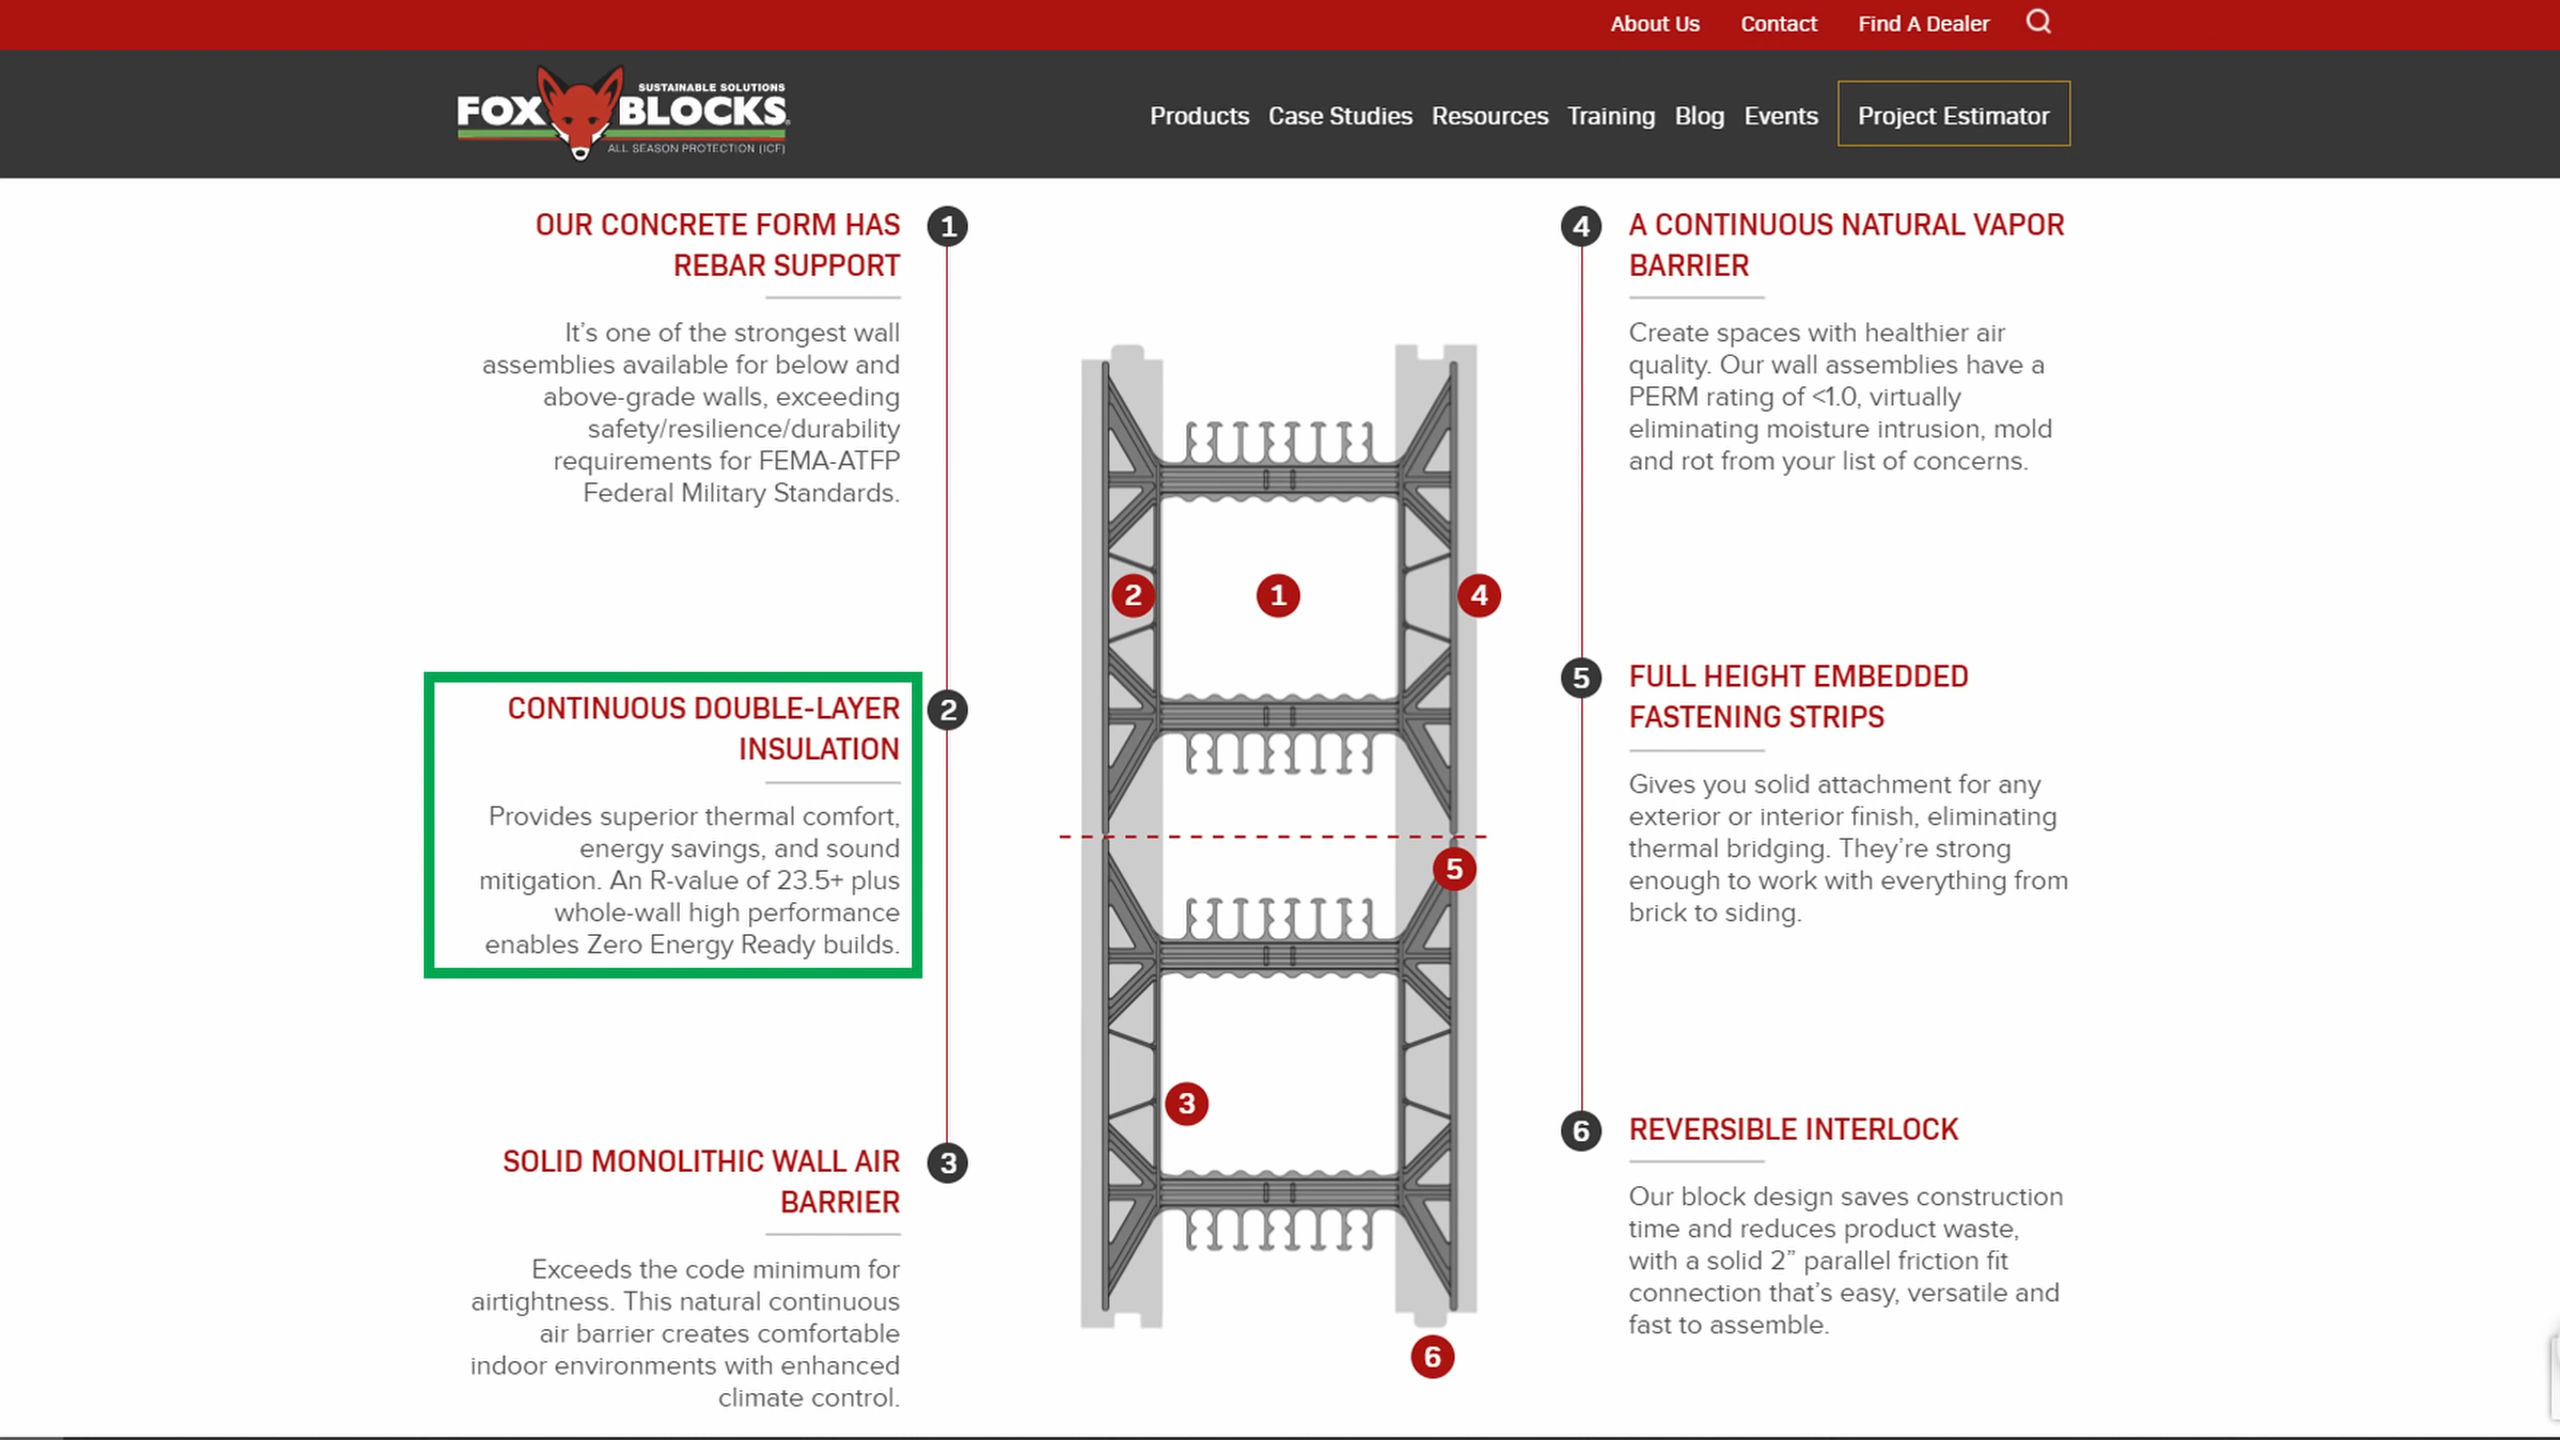 About Us Contact Find A Dealer
SUSTAINABLE SOLUTIONS
FOX BLOCKS
ALL SEASON PROTECTION (ICF)
Products Case Studies Resources Training Blog Events Project Estimator
OUR CONCRETE FORM HAS
REBAR SUPPORT
1
It's one of the strongest wall
assemblies available for below and
above-grade walls, exceeding
safety/resilience/durability
requirements for FEMA-ATFP
Federal Military Standards.
CONTINUOUS DOUBLE-LAYER
INSULATION
2
Provides superior thermal comfort,
energy savings, and sound
mitigation. An R-value of 23.5+ plus
whole-wall high performance
enables Zero Energy Ready builds.
SOLID MONOLITHIC WALL AIR
BARRIER
3
Exceeds the code minimum for
airtightness. This natural continuous
air barrier creates comfortable
indoor environments with enhanced
climate control.
2 1 4
5
3
6
4
A CONTINUOUS NATURAL VAPOR
BARRIER
Create spaces with healthier air
quality. Our wall assemblies have a
PERM rating of <1.0, virtually
eliminating moisture intrusion, mold
and rot from your list of concerns.
5
FULL HEIGHT EMBEDDED
FASTENING STRIPS
Gives you solid attachment for any
exterior or interior finish, eliminating
thermal bridging. They're strong
enough to work with everything from
brick to siding.
6
REVERSIBLE INTERLOCK
Our block design saves construction
time and reduces product waste,
with a solid 2” parallel friction fit
connection that's easy, versatile and
fast to assemble.